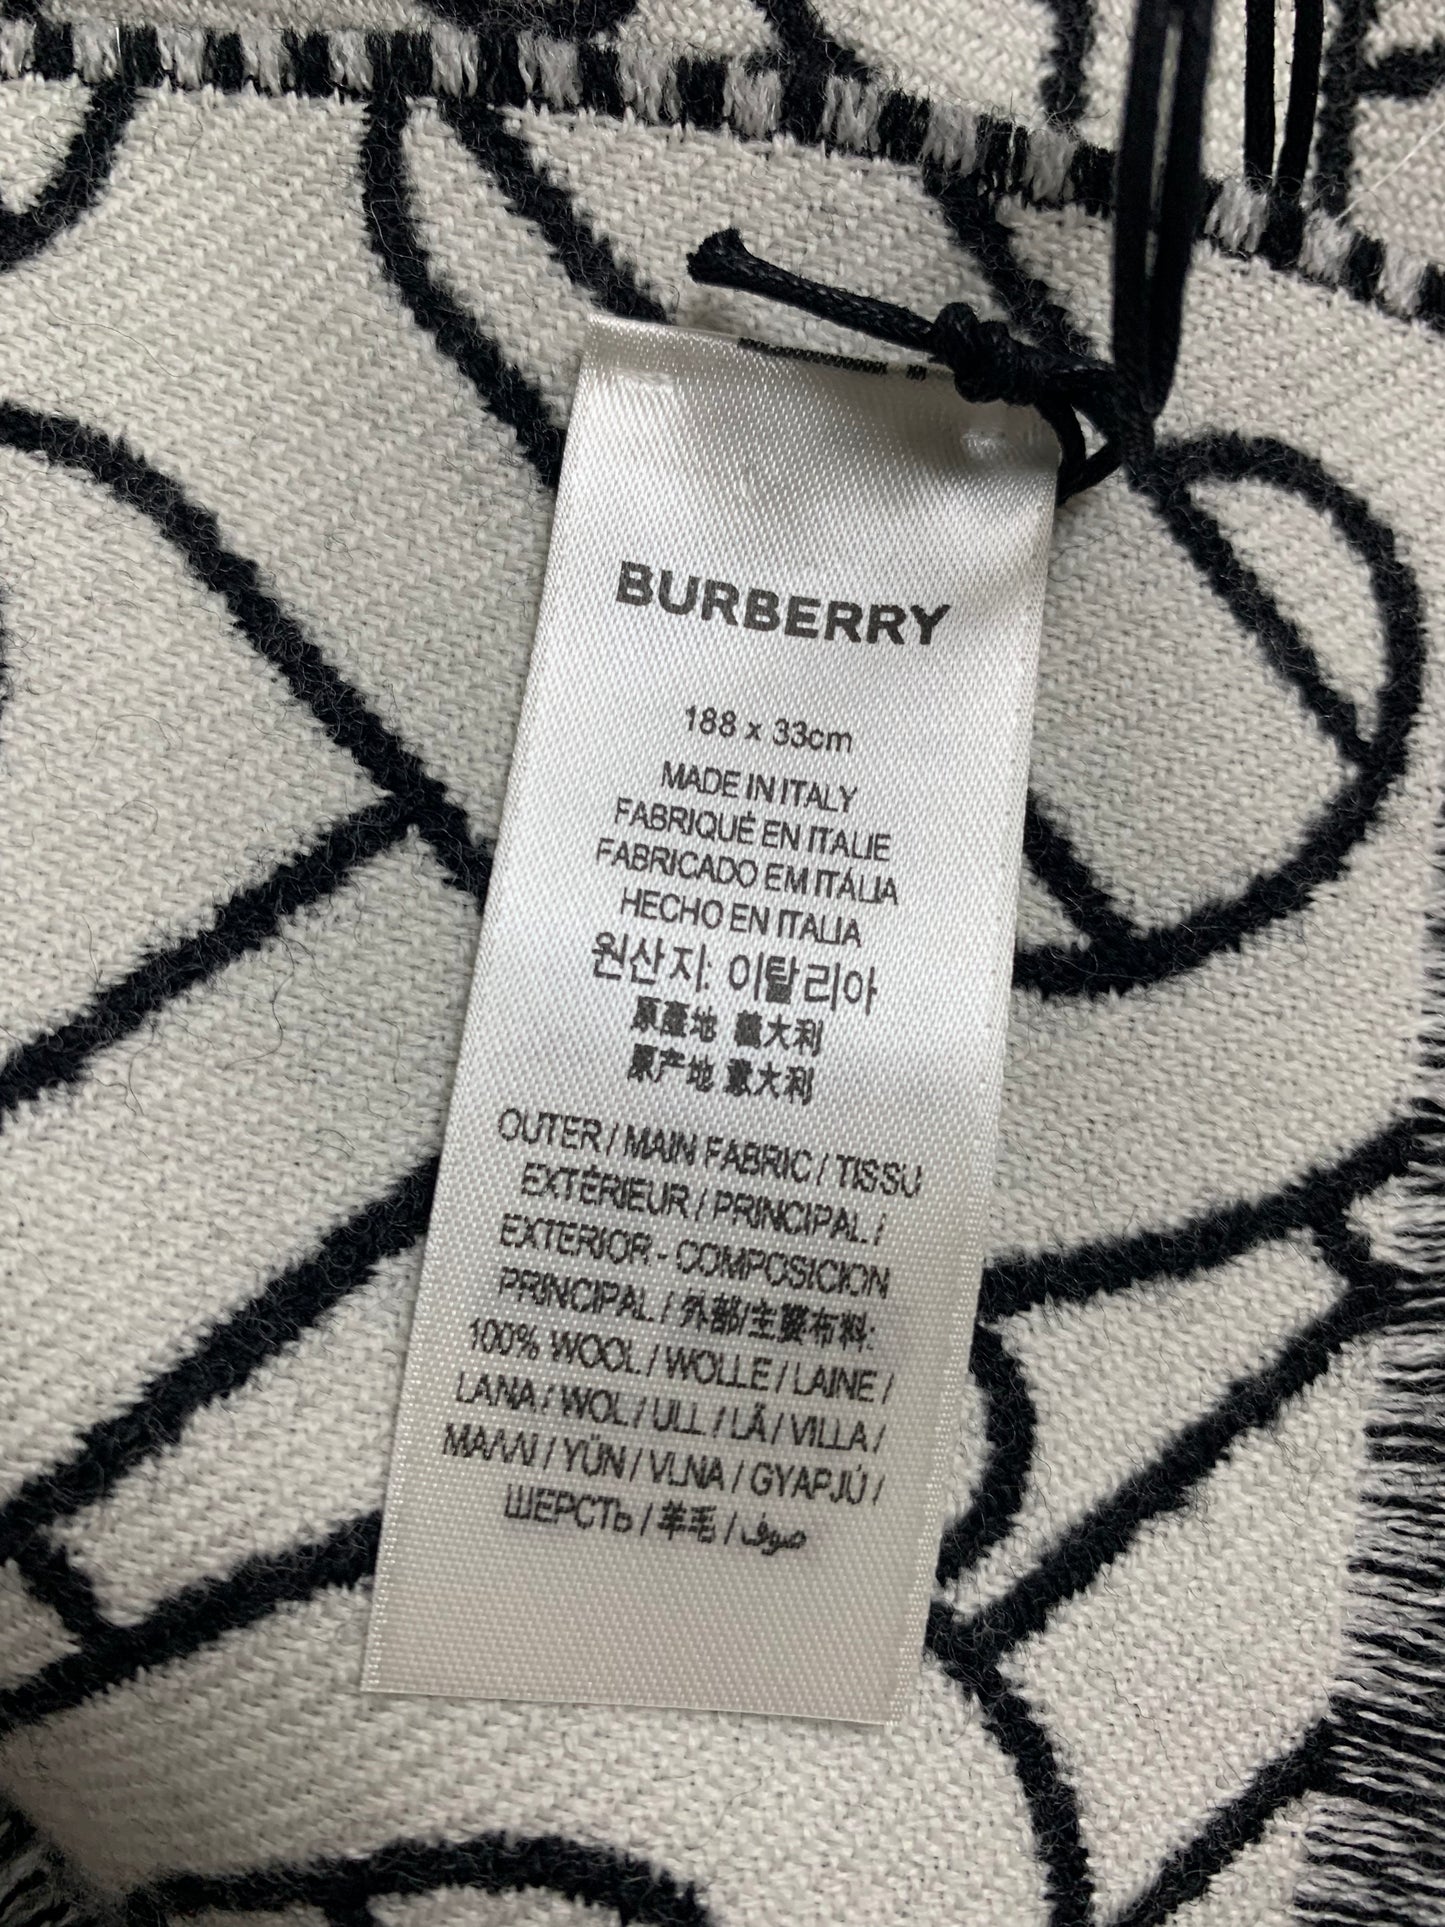 BURBERRY
188 x 33cm
MADE IN ITALY
FABRIQUÉ EN ITALIE
FABRICADO EM ITÁLIA
HECHO EN ITALIA
원산지: 이탈리아
原產地 義大利
原产地 意大利
OUTER / MAIN FABRIC / TISSU
EXTÉRIEUR / PRINCIPAL /
EXTERIOR - COMPOSICION
PRINCIPAL / 外部/主要布料:
100% WOOL / WOLLE / LAINE /
LANA / WOL / ULL / LÃ / VILLA /
ΜΑΛΛΙ / YÜN / VLNA / GYAPJÚ /
ШЕРСТЬ / 羊毛 / صوف